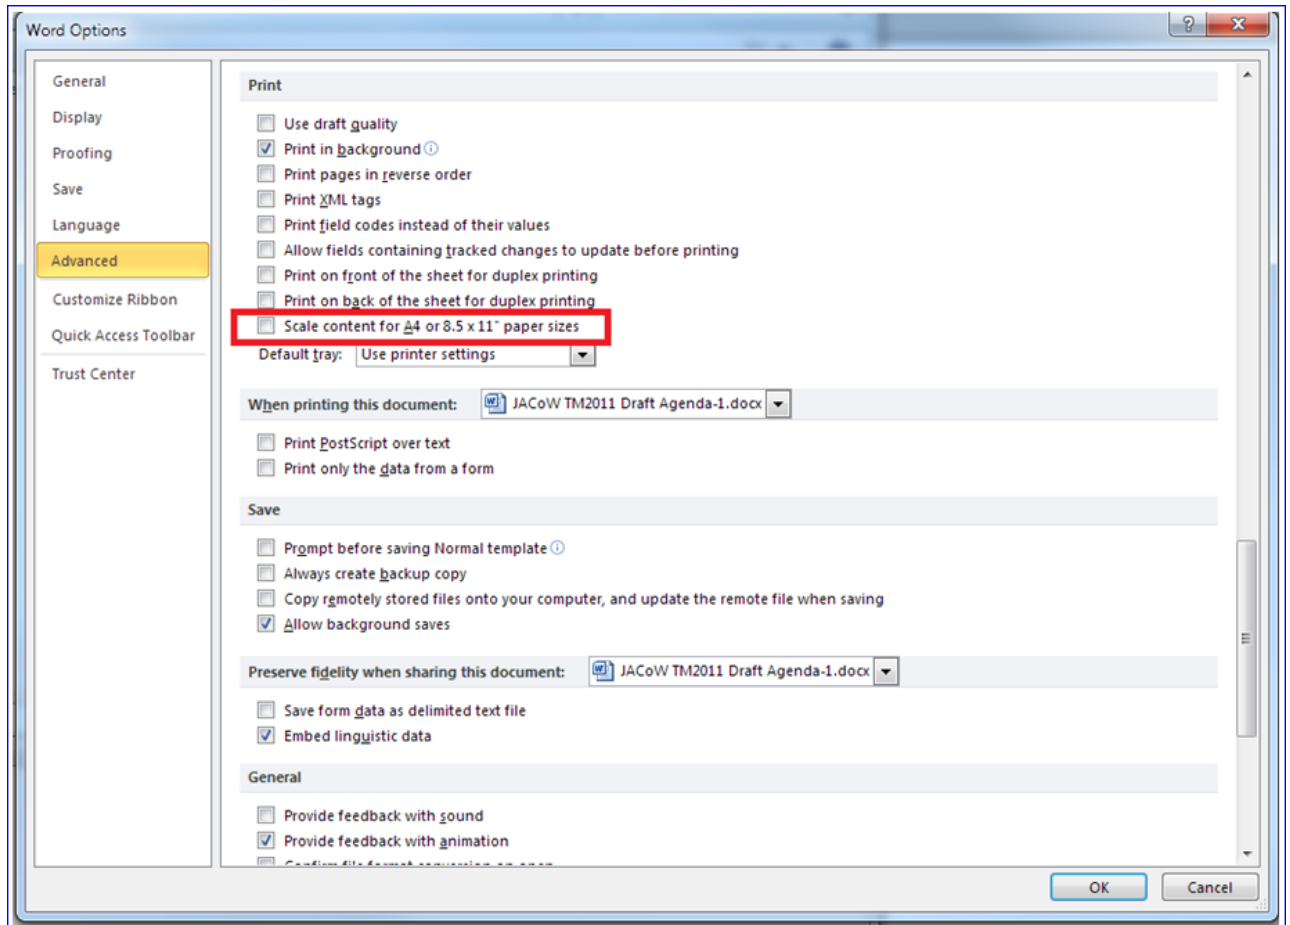 Word Options
General
Display
Proofing
Save
Language
Advanced
Customize Ribbon
Quick Access Toolbar
Trust Center
Print
Use draft quality
Print in background
Print pages in reverse order
Print XML tags
Print field codes instead of their values
Allow fields containing tracked changes to update before printing
Print on front of the sheet for duplex printing
Print on back of the sheet for duplex printing
Scale content for A4 or 8.5 x 11" paper sizes
Default tray: Use printer settings
When printing this document: JACoW TM2011 Draft Agenda-1.docx
Print PostScript over text
Print only the data from a form
Save
Prompt before saving Normal template
Always create backup copy
Copy remotely stored files onto your computer, and update the remote file when saving
Allow background saves
Preserve fidelity when sharing this document: JACoW TM2011 Draft Agenda-1.docx
Save form data as delimited text file
Embed linguistic data
General
Provide feedback with sound
Provide feedback with animation
Confirm file format conversion on open
OK Cancel